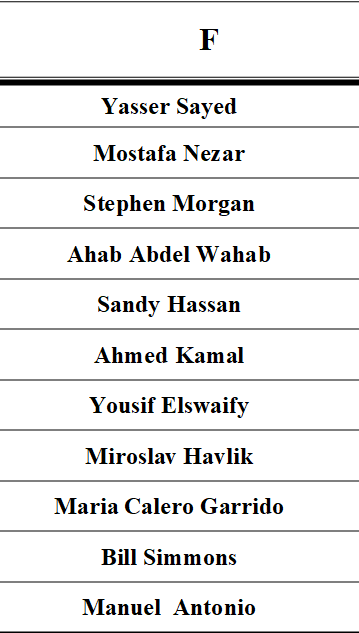 F
Yasser Sayed
Mostafa Nezar
Stephen Morgan
Ahab Abdel Wahab
Sandy Hassan
Ahmed Kamal
Yousif Elswaify
Miroslav Havlik
Maria Calero Garrido
Bill Simmons
Manuel  Antonio